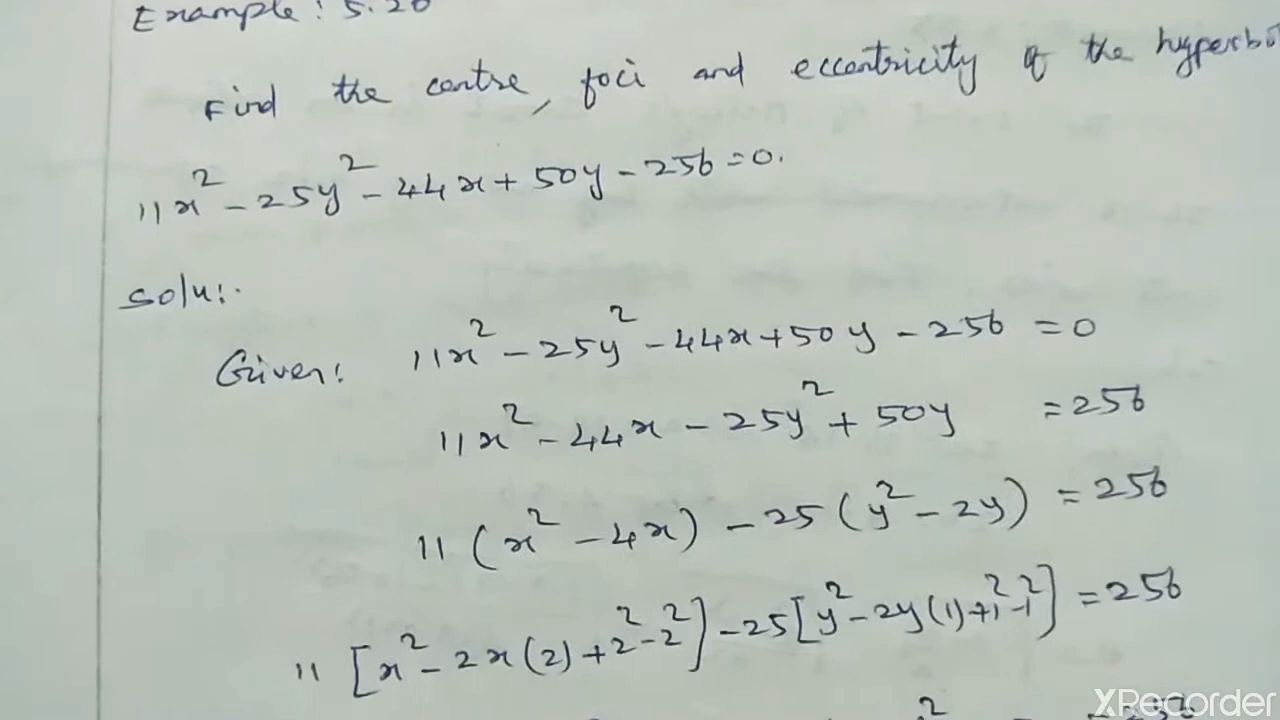 Example: 5.20
Find the centre, foci and eccentricity of the hyperbo
11x² - 25y² - 44x + 50y - 256 = 0.
Soln:.
Given: 11x² - 25y² - 44x + 50y - 256 = 0
11x² - 44x - 25y² + 50y = 256
11(x² - 4x) - 25(y² - 2y) = 256
11[x² - 2x(2) + 2² - 2²] - 25[y² - 2y(1) + 1² - 1²] = 256
XRecorder